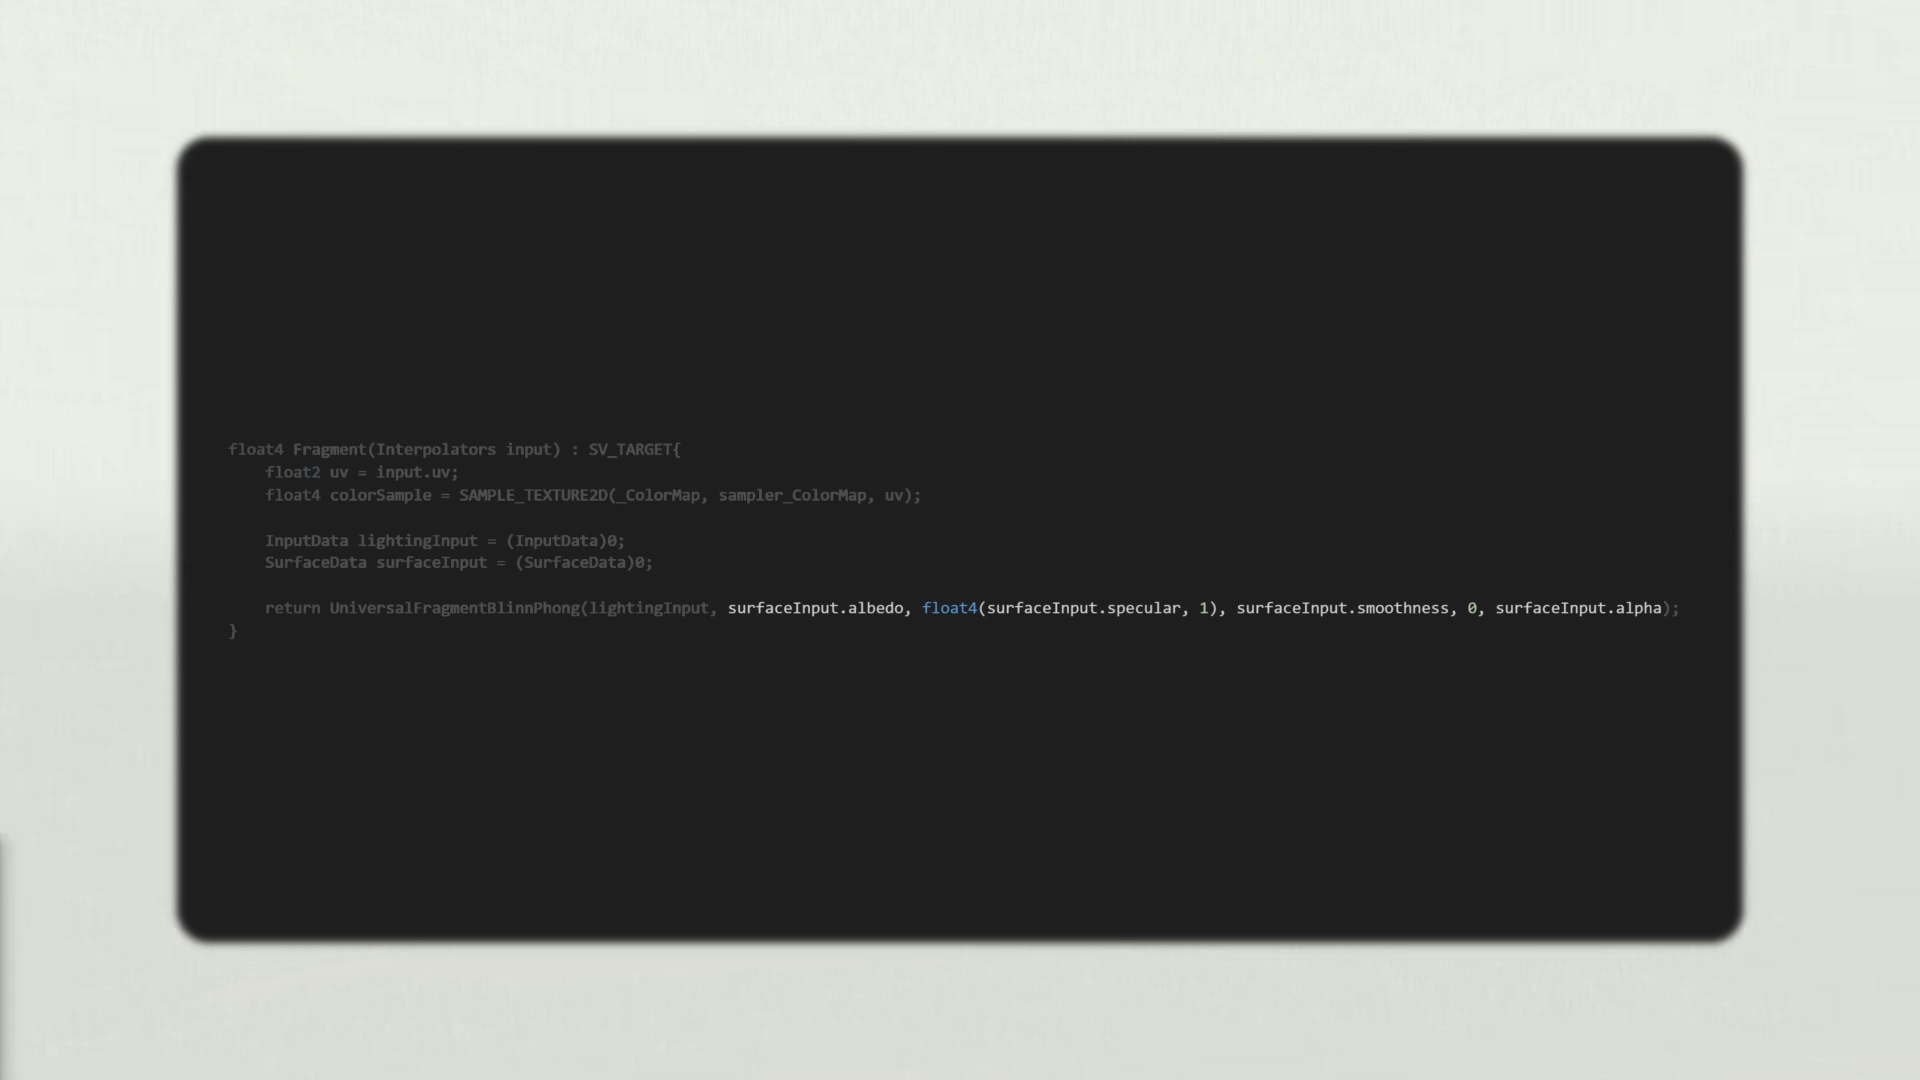 float4 Fragment(Interpolators input) : SV_TARGET{
    float2 uv = input.uv;
    float4 colorSample = SAMPLE_TEXTURE2D(_ColorMap, sampler_ColorMap, uv);

    InputData lightingInput = (InputData)0;
    SurfaceData surfaceInput = (SurfaceData)0;

    return UniversalFragmentBlinnPhong(lightingInput, surfaceInput.albedo, float4(surfaceInput.specular, 1), surfaceInput.smoothness, 0, surfaceInput.alpha);
}